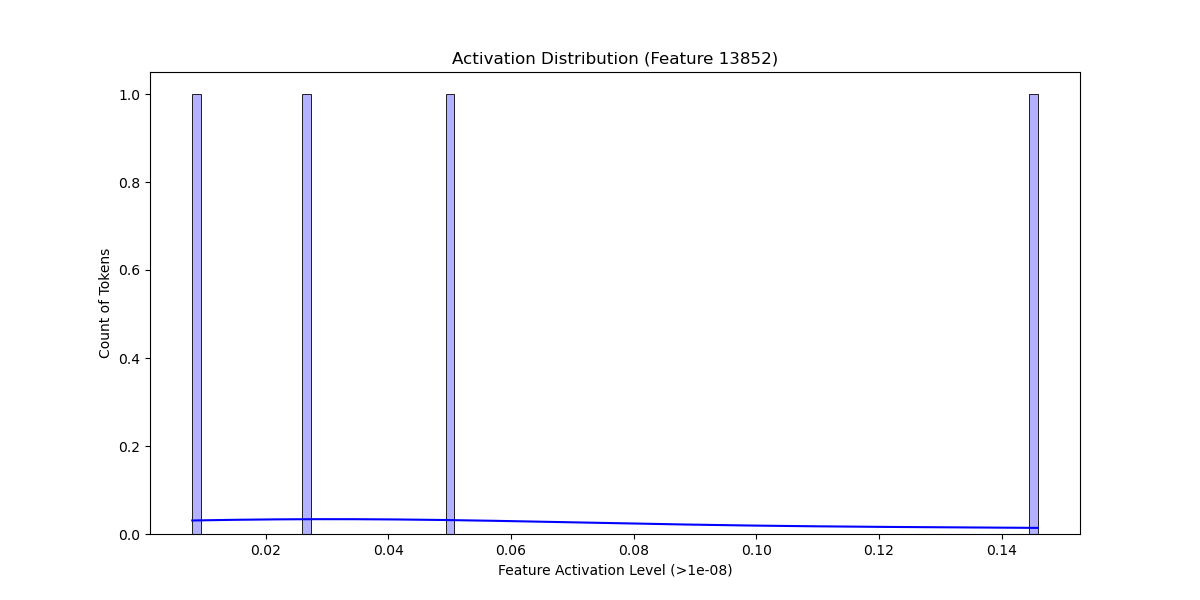 Activation Distribution (Feature 13852)
1.0
0.8
0.6
0.4
0.2
0.0
Count of Tokens
0.02 0.04 0.06 0.08 0.10 0.12 0.14
Feature Activation Level (>1e-08)